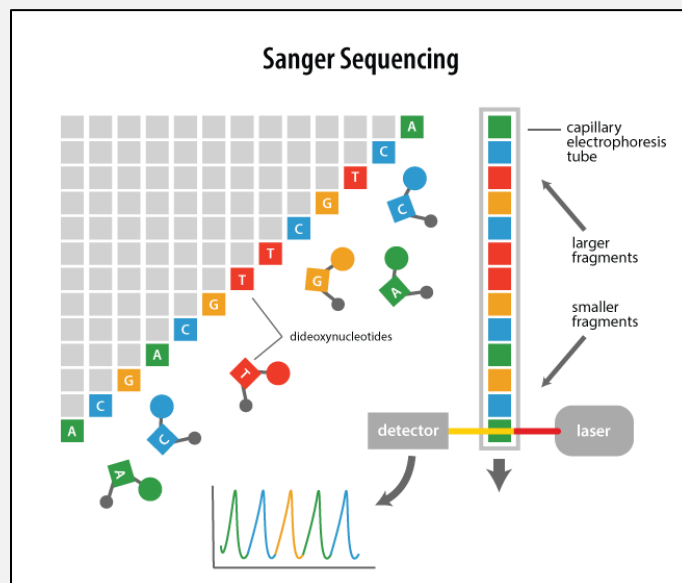 Sanger Sequencing
A
C
T
G
C
T
T
G
C
A
G
C
A
C
G
A
T
C
A
dideoxynucleotides
capillary
electrophoresis
tube
larger
fragments
smaller
fragments
detector
laser